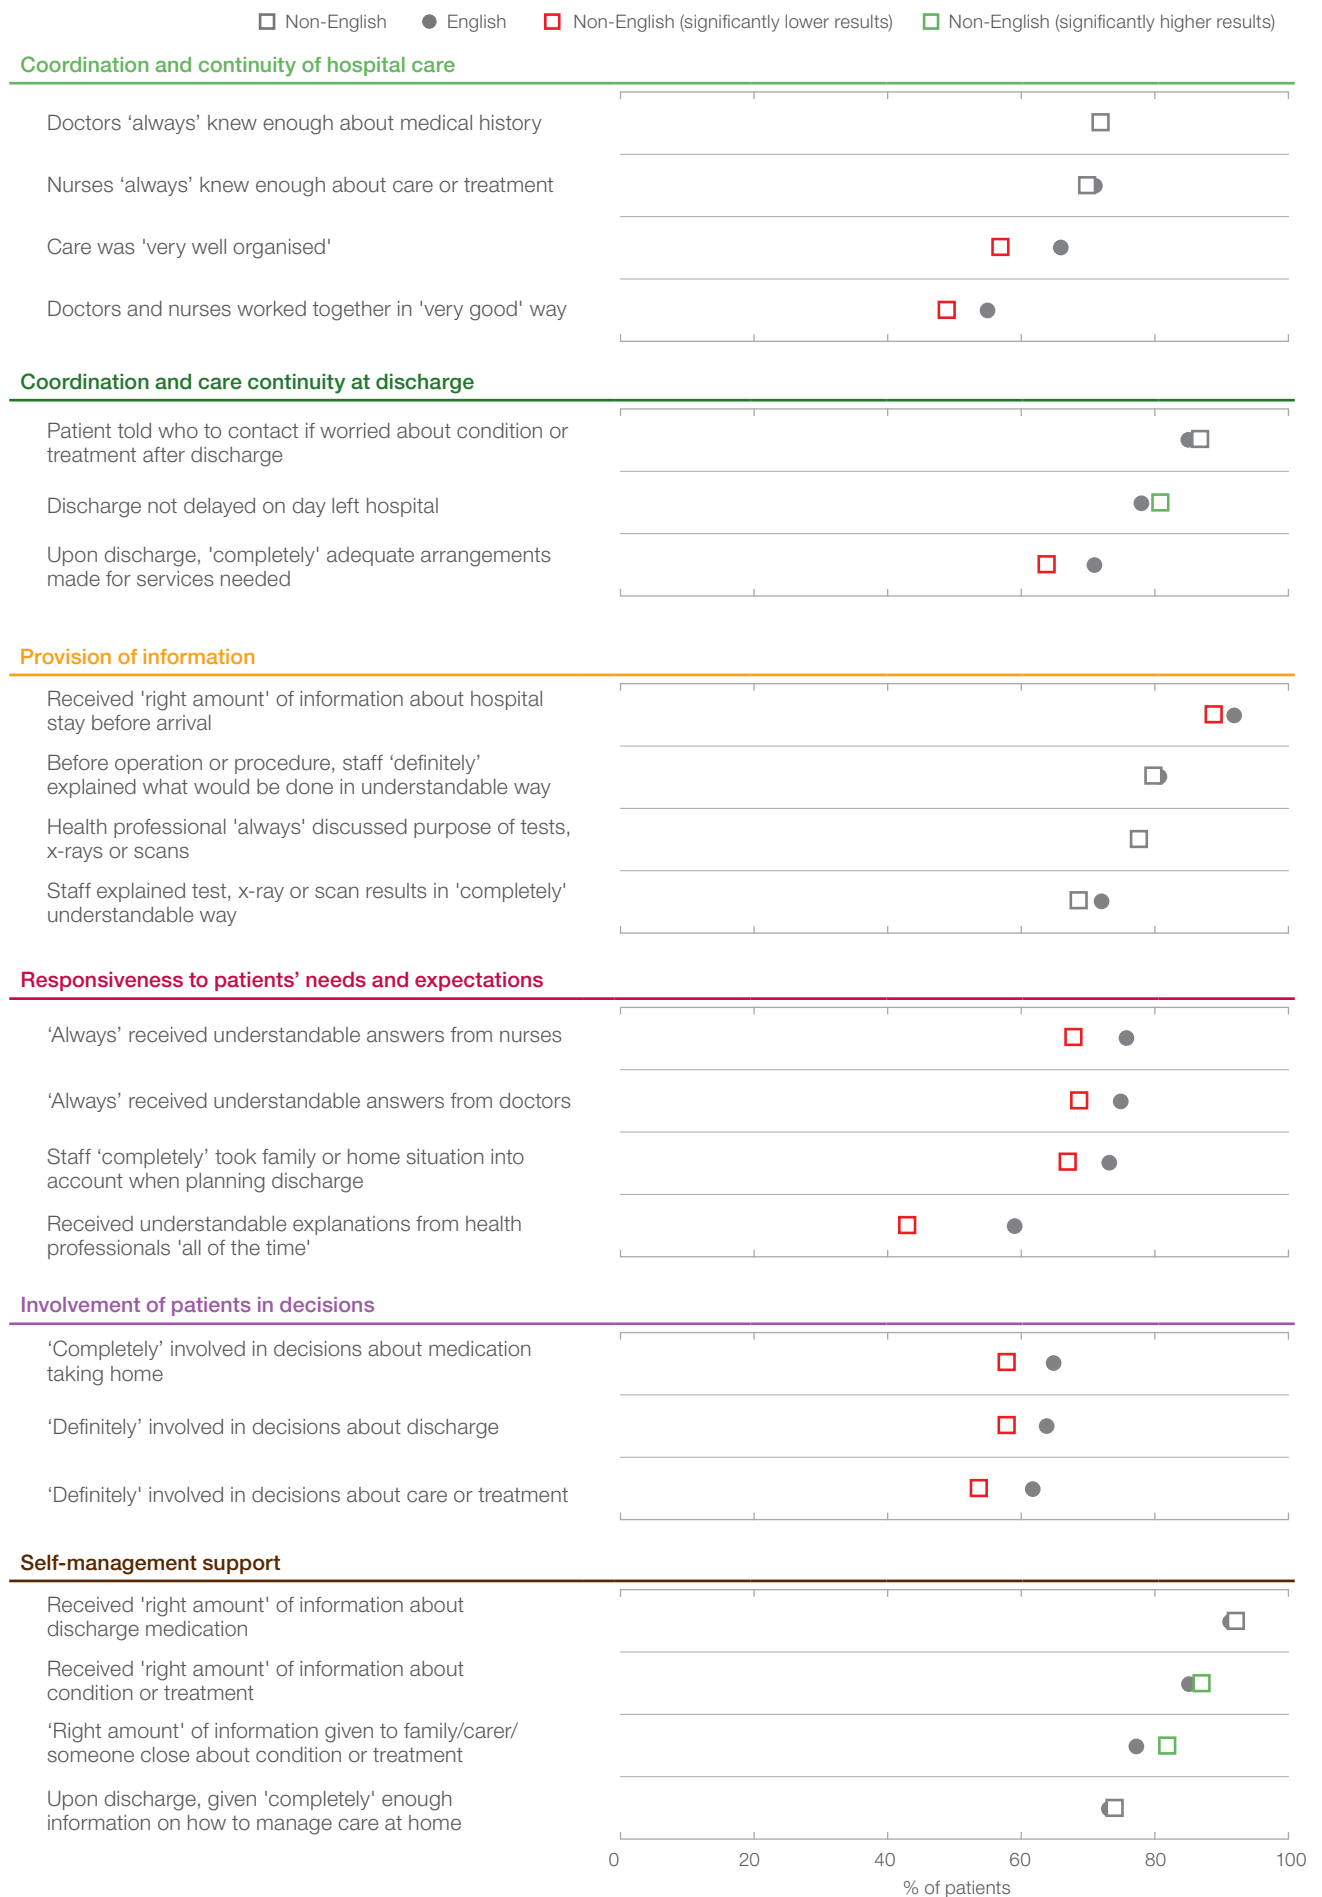 Non-English English Non-English (significantly lower results) Non-English (significantly higher results)
Coordination and continuity of hospital care
Doctors ‘always’ knew enough about medical history
Nurses ‘always’ knew enough about care or treatment
Care was 'very well organised'
Doctors and nurses worked together in 'very good' way
Coordination and care continuity at discharge
Patient told who to contact if worried about condition or
treatment after discharge
Discharge not delayed on day left hospital
Upon discharge, 'completely' adequate arrangements
made for services needed
Provision of information
Received 'right amount' of information about hospital
stay before arrival
Before operation or procedure, staff ‘definitely’
explained what would be done in understandable way
Health professional 'always' discussed purpose of tests,
x-rays or scans
Staff explained test, x-ray or scan results in 'completely'
understandable way
Responsiveness to patients’ needs and expectations
‘Always’ received understandable answers from nurses
‘Always’ received understandable answers from doctors
Staff ‘completely’ took family or home situation into
account when planning discharge
Received understandable explanations from health
professionals 'all of the time'
Involvement of patients in decisions
‘Completely’ involved in decisions about medication
taking home
‘Definitely’ involved in decisions about discharge
‘Definitely' involved in decisions about care or treatment
Self-management support
Received 'right amount' of information about
discharge medication
Received 'right amount' of information about
condition or treatment
‘Right amount' of information given to family/carer/
someone close about condition or treatment
Upon discharge, given 'completely' enough
information on how to manage care at home
0 20 40 60 80 100
% of patients